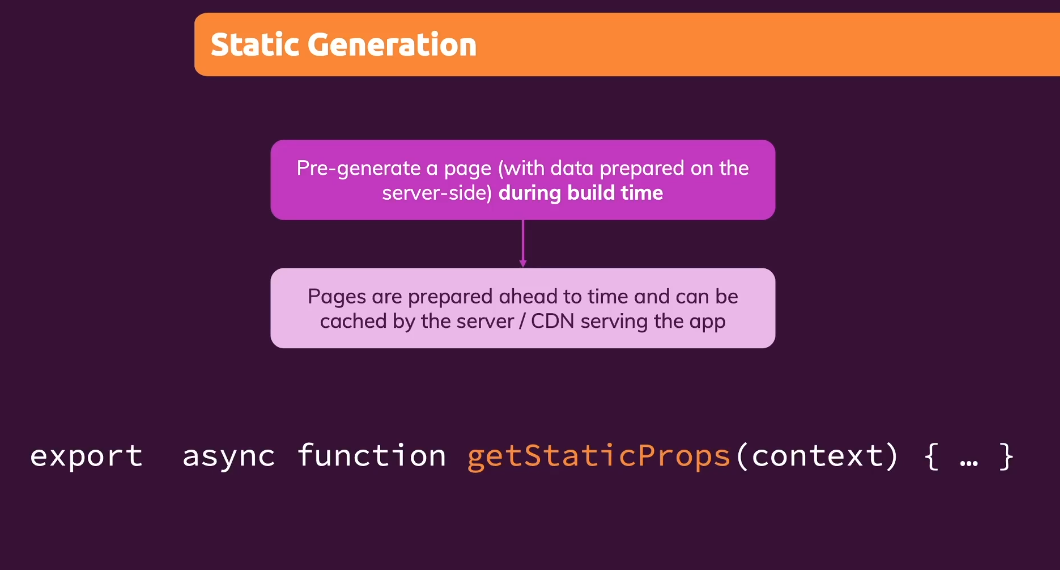 Static Generation
Pre-generate a page (with data prepared on the
server-side) during build time
Pages are prepared ahead to time and can be
cached by the server / CDN serving the app
export  async function getStaticProps(context) { … }